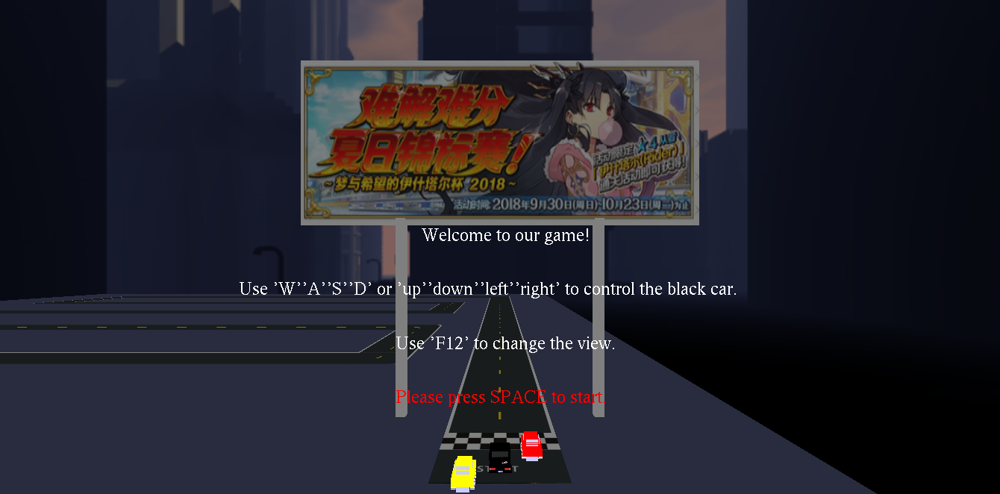 难解难分
夏日锦标赛!
~梦与希望的伊什塔尔杯 2018~
活动限定★4从者
「伊什塔尔(Rider)」
通关活动即可获得!
活动时间:2018年9月30日(周日)~10月23日(周一)为止
Welcome to our game!
Use 'W''A''S''D' or 'up''down''left''right' to control the black car.
Use 'F12' to change the view.
Please press SPACE to start.
START